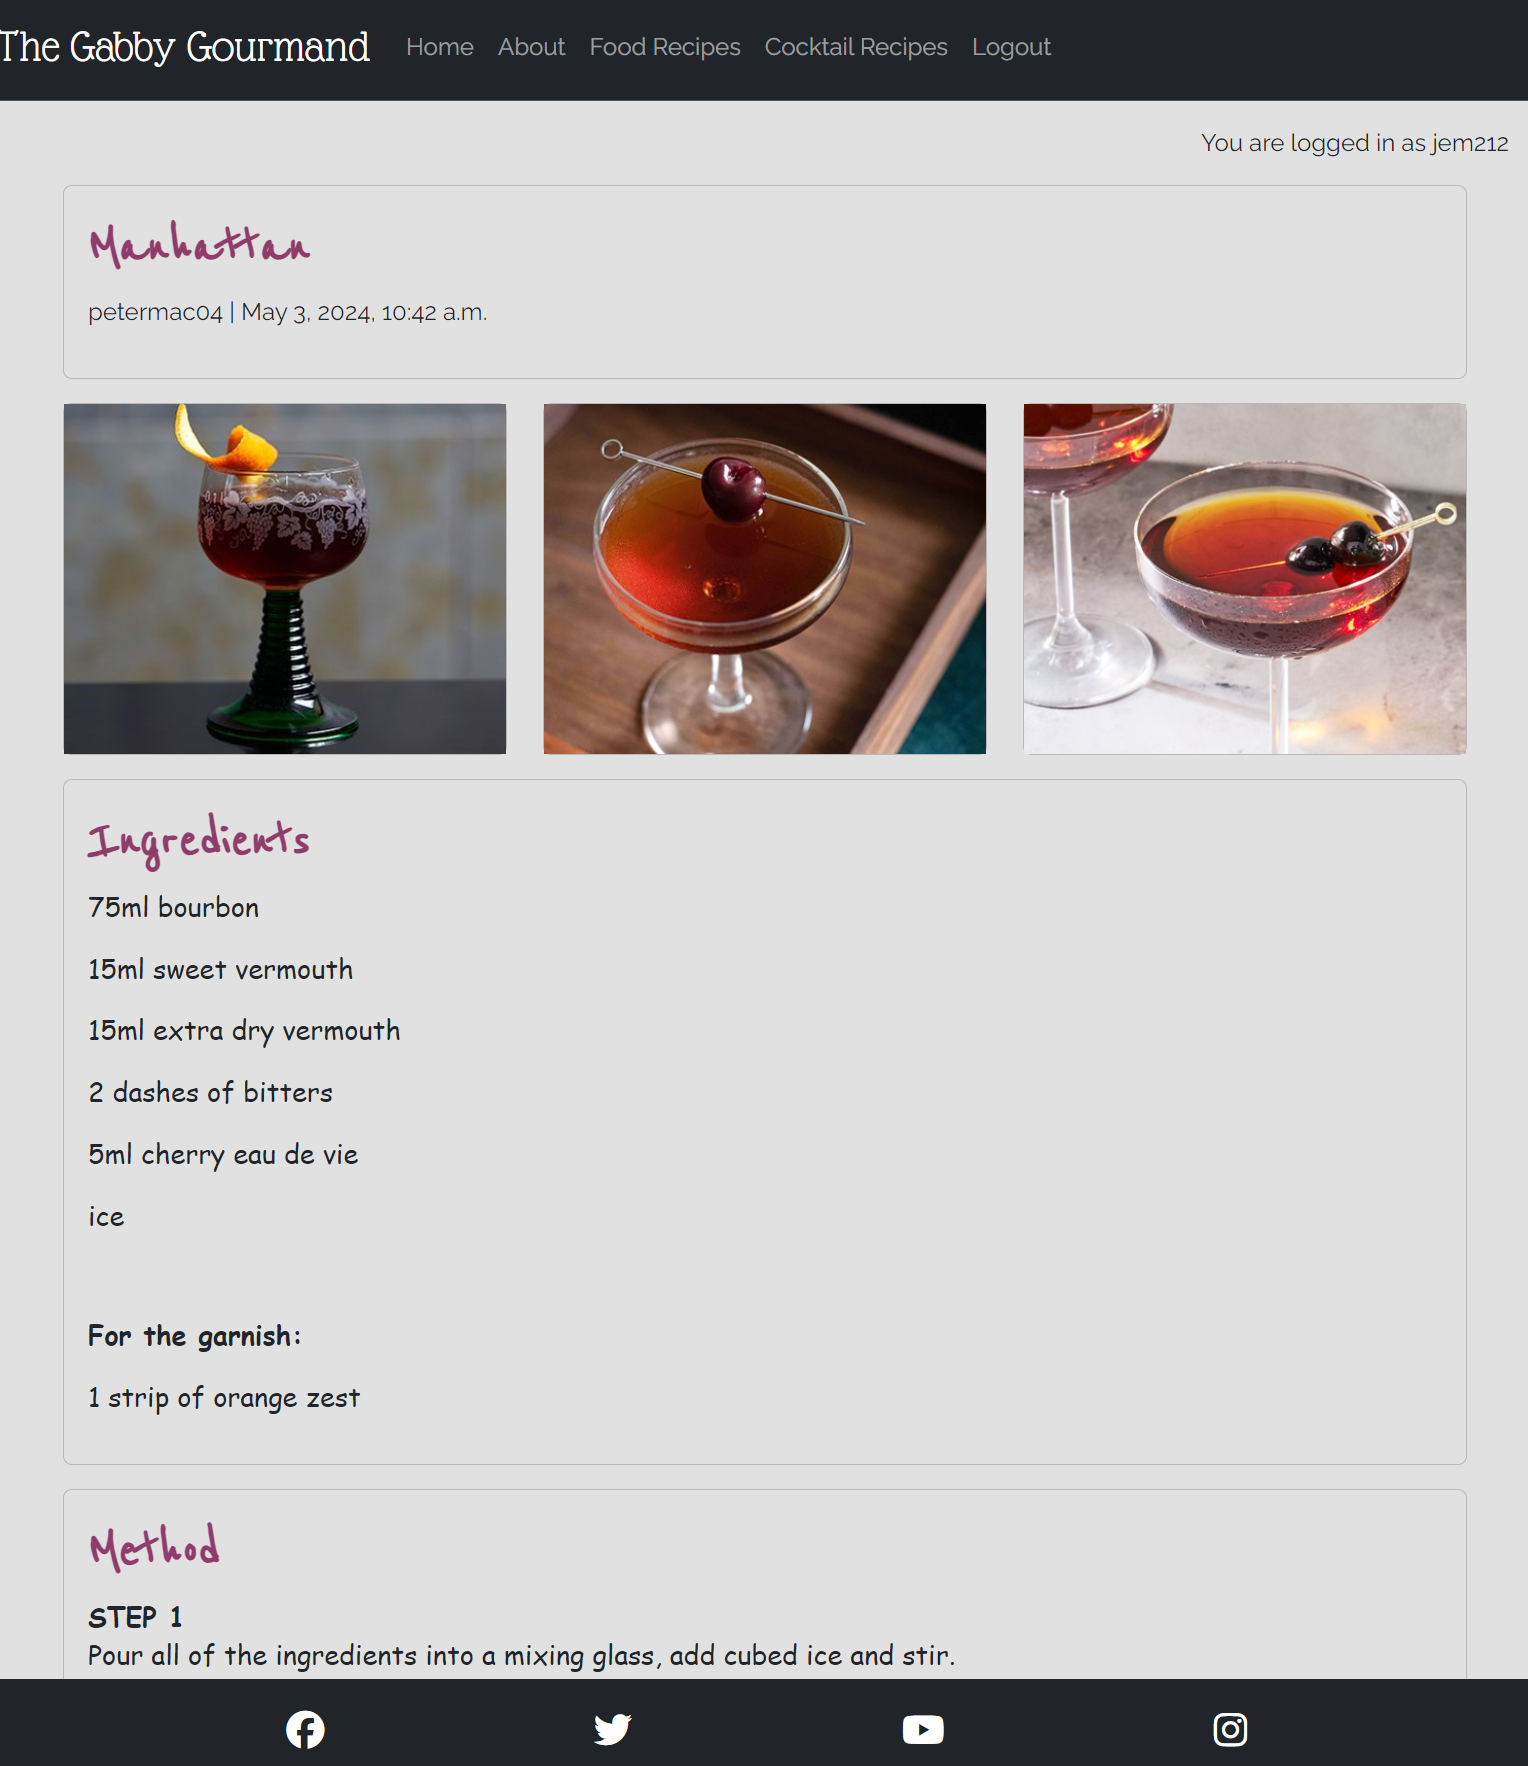 The Gabby Gourmand Home About Food Recipes Cocktail Recipes Logout
You are logged in as jem212
Manhattan
petermac04 | May 3, 2024, 10:42 a.m.
0,1 l
Ingredients
75ml bourbon
15ml sweet vermouth
15ml extra dry vermouth
2 dashes of bitters
5ml cherry eau de vie
ice
For the garnish:
1 strip of orange zest
Method
STEP 1
Pour all of the ingredients into a mixing glass, add cubed ice and stir.